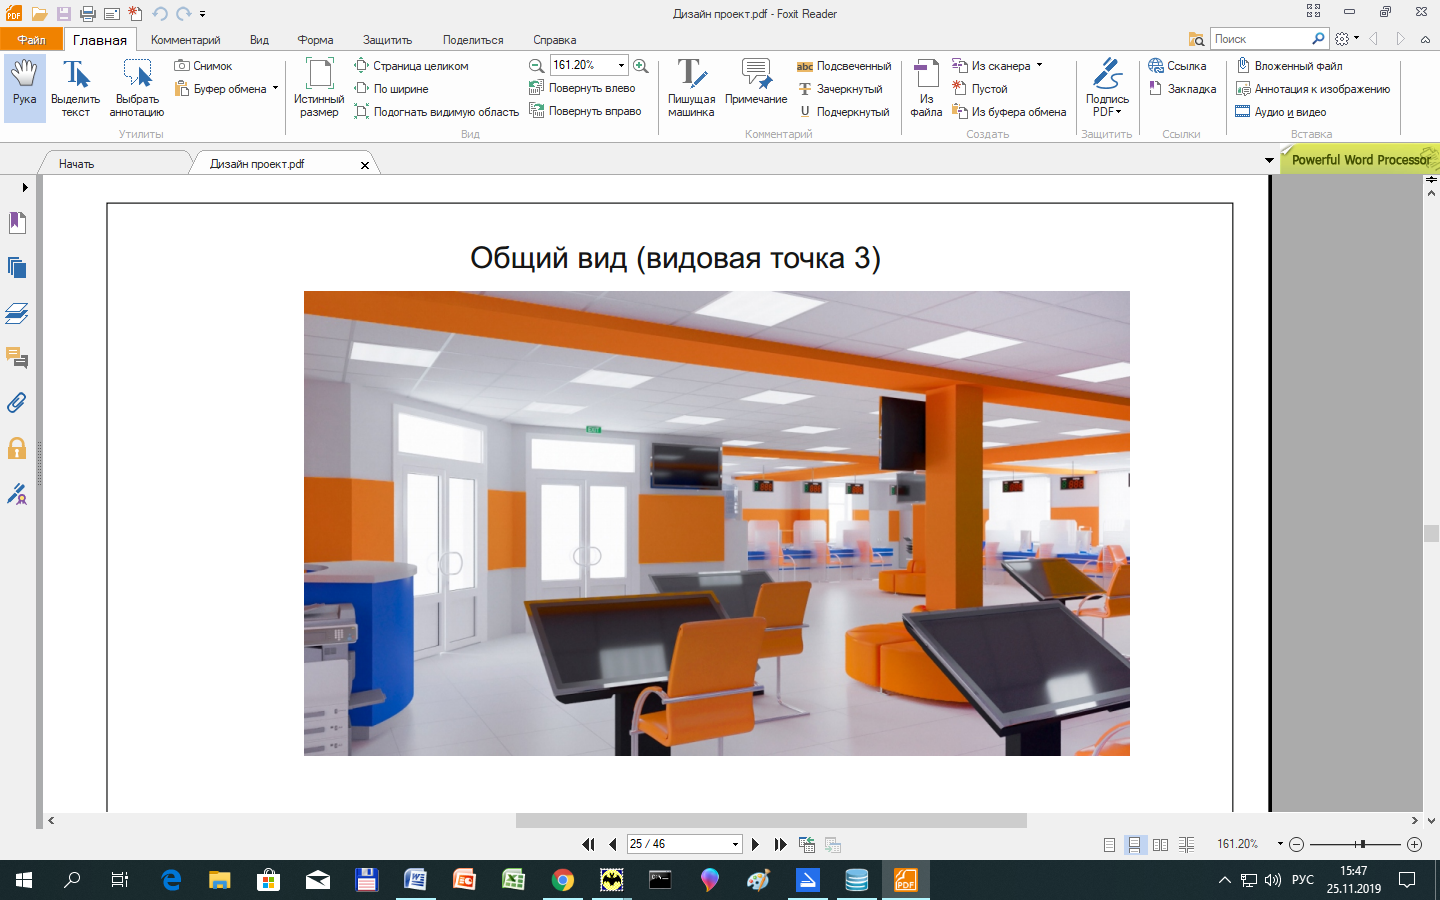 Дизайн проект.pdf - Foxit Reader
Файл
Главная
Комментарий
Вид
Форма
Защитить
Поделиться
Справка
Поиск
Рука
Выделить
текст
Выбрать
аннотацию
Снимок
Буфер обмена
Утилиты
Истинный
размер
Страница целиком
По ширине
Подогнать видимую область
161.20%
Повернуть влево
Повернуть вправо
Вид
Пишущая
машинка
Примечание
abc Подсвеченный
T Зачеркнутый
U Подчеркнутый
Комментарий
Из
файла
Из сканера
Пустой
Из буфера обмена
Создать
Подпись
PDF
Защитить
Ссылка
Закладка
Ссылки
Вложенный файл
Аннотация к изображению
Аудио и видео
Вставка
Начать
Дизайн проект.pdf
Powerful Word Processor
Общий вид (видовая точка 3)
EXIT
25 / 46
161.20%
РУС
15:47
25.11.2019